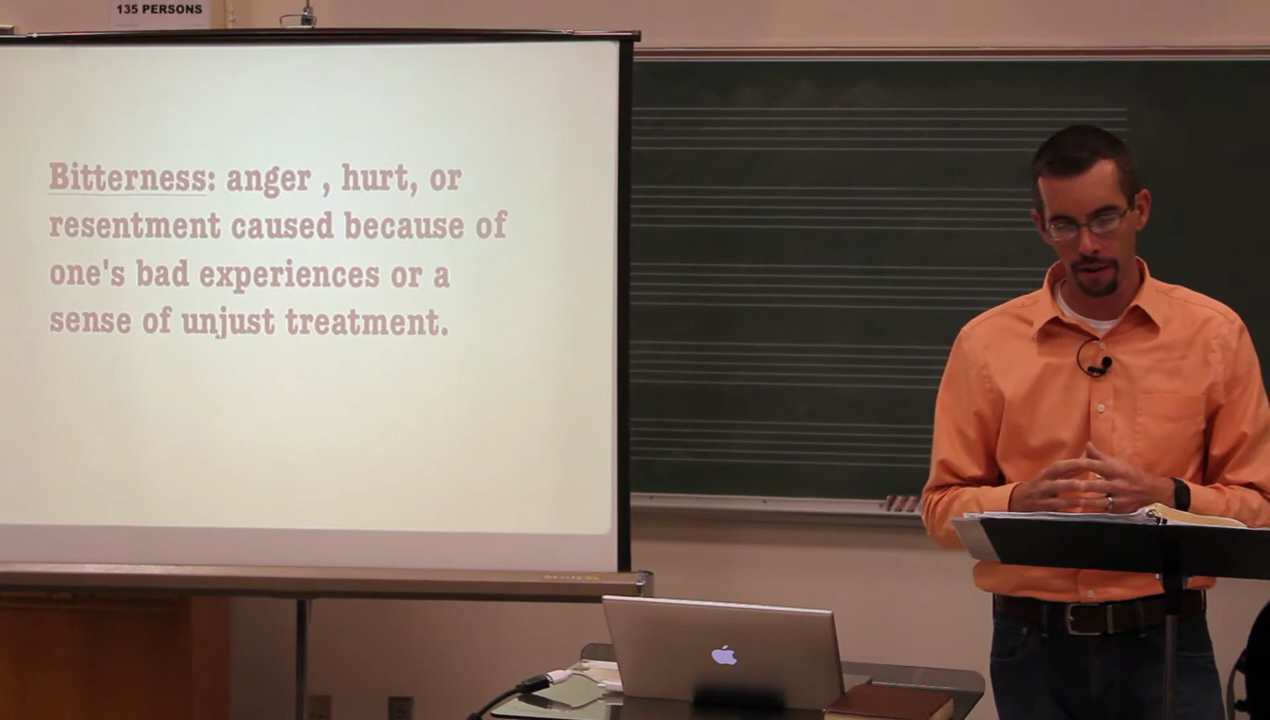 135 PERSONS
Bitterness: anger , hurt, or
resentment caused because of
one's bad experiences or a
sense of unjust treatment.